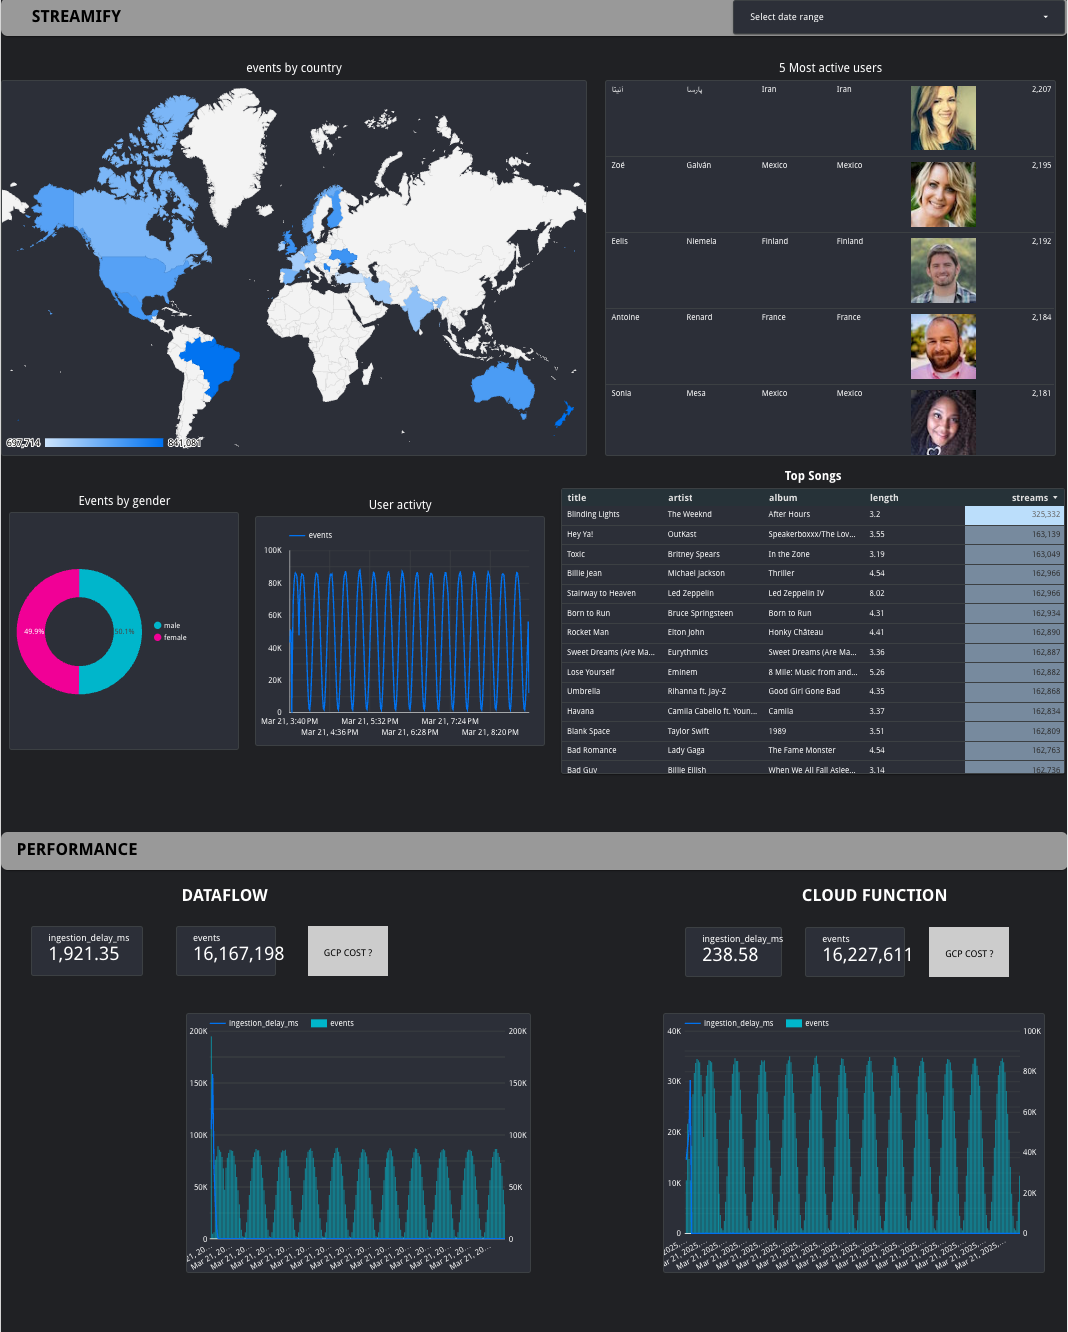 STREAMIFY
Select date range
events by country
5 Most active users
پارسا Iran Iran 2,207
Zoé Galván Mexico Mexico 2,195
Eelis Niemela Finland Finland 2,192
Antoine Renard France France 2,184
Sonia Mesa Mexico Mexico 2,181
697,714 841,081
Events by gender
49.9% 50.1%
male
female
User activty
events
100K
80K
60K
40K
20K
0
Mar 21, 3:40 PM Mar 21, 5:32 PM Mar 21, 7:24 PM
Mar 21, 4:36 PM Mar 21, 6:28 PM Mar 21, 8:20 PM
Top Songs
title artist album length streams
Blinding Lights The Weeknd After Hours 3.2 325,332
Hey Ya! OutKast Speakerboxxx/The Lov... 3.55 163,139
Toxic Britney Spears In the Zone 3.19 163,049
Billie Jean Michael Jackson Thriller 4.54 162,966
Stairway to Heaven Led Zeppelin Led Zeppelin IV 8.02 162,966
Born to Run Bruce Springsteen Born to Run 4.31 162,934
Rocket Man Elton John Honky Château 4.41 162,890
Sweet Dreams (Are Ma... Eurythmics Sweet Dreams (Are Ma... 3.36 162,887
Lose Yourself Eminem 8 Mile: Music from and... 5.26 162,882
Umbrella Rihanna ft. Jay-Z Good Girl Gone Bad 4.35 162,868
Havana Camila Cabello ft. Youn... Camila 3.37 162,834
Blank Space Taylor Swift 1989 3.51 162,809
Bad Romance Lady Gaga The Fame Monster 4.54 162,763
Bad Guy Billie Eilish When We All Fall Aslee... 3.14 162,736
PERFORMANCE
DATAFLOW
ingestion_delay_ms
1,921.35
events
16,167,198
GCP COST ?
ingestion_delay_ms events
200K 200K
150K 150K
100K 100K
50K 50K
0 0
21, 20... Mar 21, 20... Mar 21, 20... Mar 21, 20... Mar 21, 20... Mar 21, 20... Mar 21, 20... Mar 21, 20...
Mar 21, 20... Mar 21, 20... Mar 21, 20... Mar 21, 20... Mar 21, 20... Mar 21, 20... Mar 21, 20... Mar 21, 20...
CLOUD FUNCTION
ingestion_delay_ms
238.58
events
16,227,611
GCP COST ?
ingestion_delay_ms events
40K 100K
30K 80K
20K 60K
10K 40K
20K
0 0
2025,... Mar 21, 2025,... Mar 21, 2025,... Mar 21, 2025,... Mar 21, 2025,... Mar 21, 2025,... Mar 21, 2025,...
Mar 21, 2025,... Mar 21, 2025,... Mar 21, 2025,... Mar 21, 2025,... Mar 21, 2025,... Mar 21, 2025,... Mar 21, 2025,...